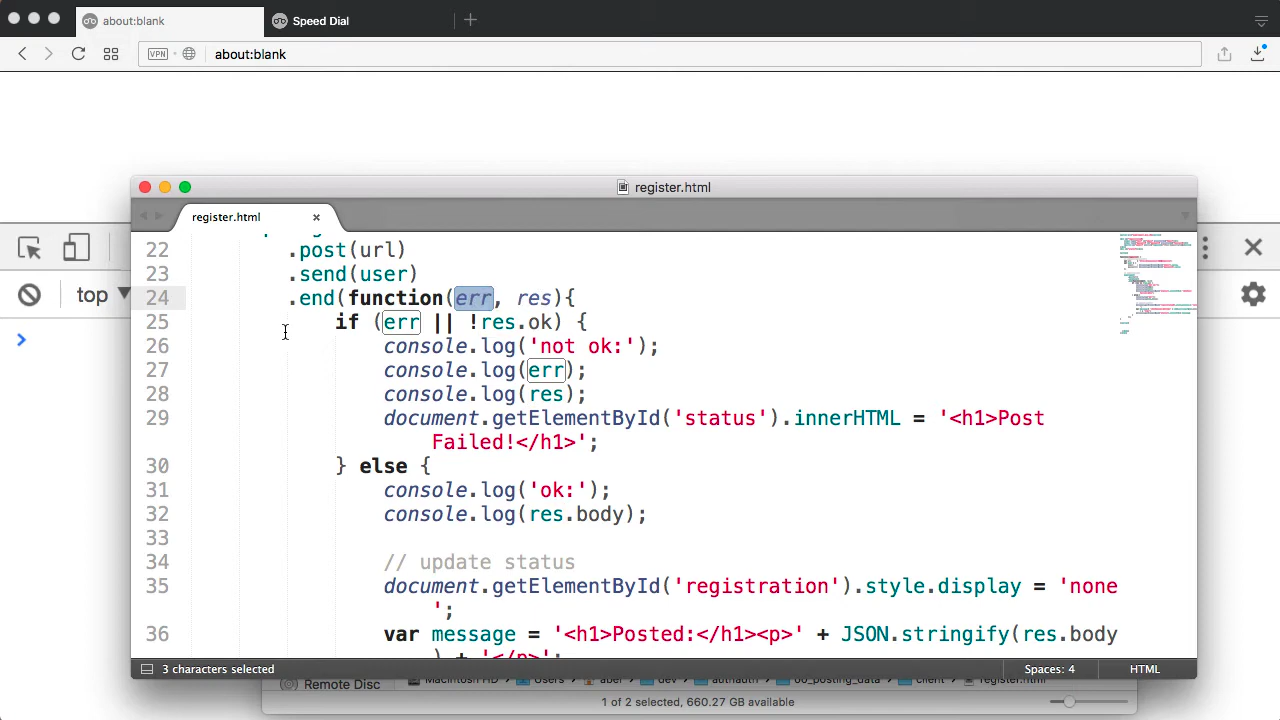 about:blank
Speed Dial
VPN
about:blank
register.html
register.html
22 .post(url)
23 .send(user)
24 .end(function(err, res){
25 if (err || !res.ok) {
26 console.log('not ok:');
27 console.log(err);
28 console.log(res);
29 document.getElementById('status').innerHTML = '<h1>Post
Failed!</h1>';
30 } else {
31 console.log('ok:');
32 console.log(res.body);
33
34 // update status
35 document.getElementById('registration').style.display = 'none
';
36 var message = '<h1>Posted:</h1><p>' + JSON.stringify(res.body
) + '</p>';
top
3 characters selected
Spaces: 4
HTML
Remote Disc
Macintosh HD
Users
abel
dev
client
register.html
1 of 2 selected, 660.27 GB available